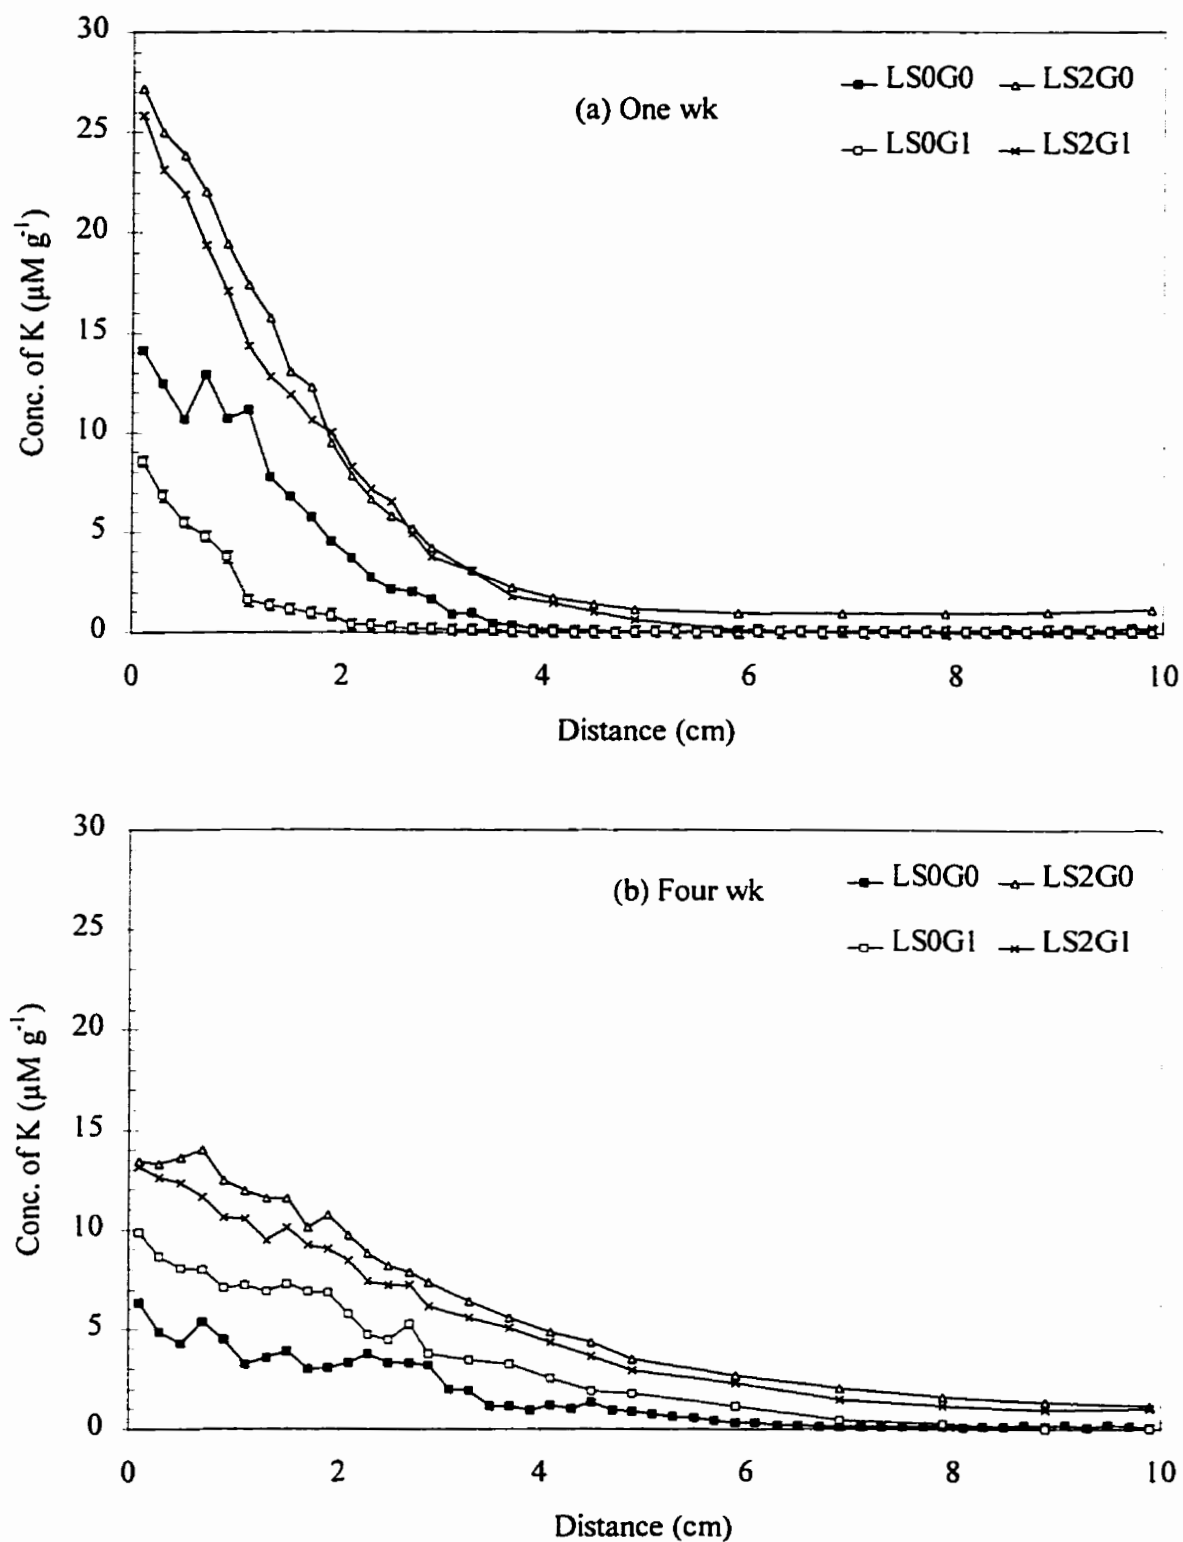 30
25
20
15
10
5
0
Conc. of K (µM g⁻¹)
(a) One wk
LS0G0 LS2G0
LS0G1 LS2G1
0 2 4 6 8 10
Distance (cm)
30
25
20
15
10
5
0
Conc. of K (µM g⁻¹)
(b) Four wk
LS0G0 LS2G0
LS0G1 LS2G1
0 2 4 6 8 10
Distance (cm)